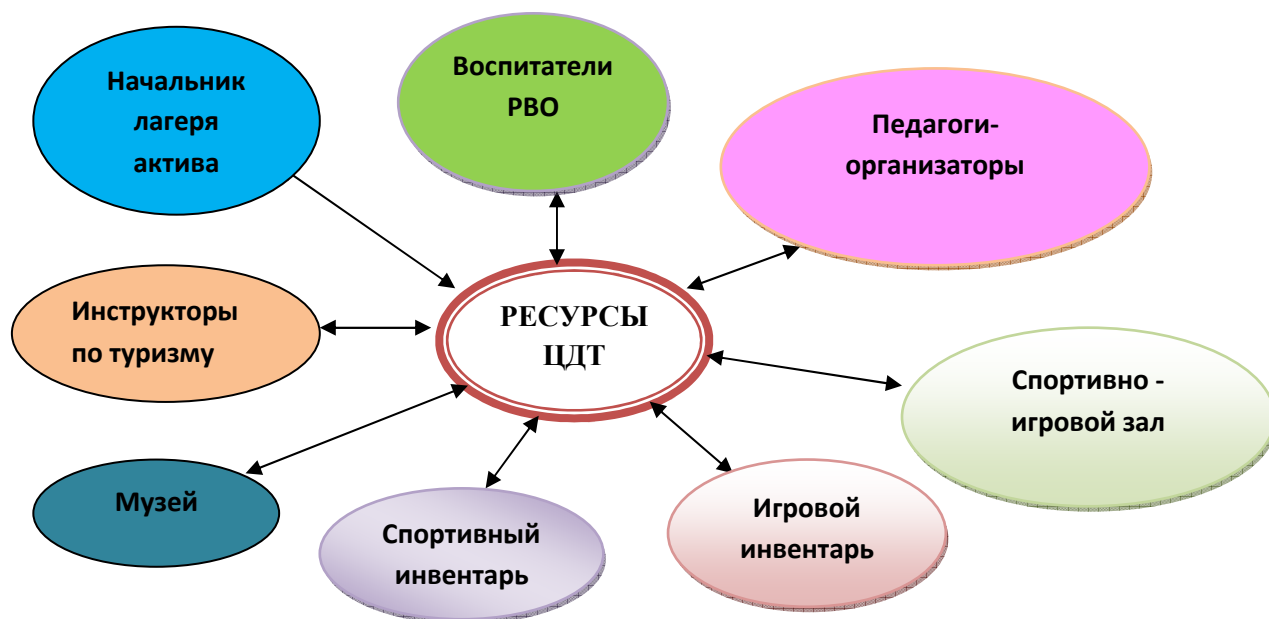 Начальник
лагеря
актива
Воспитатели
РВО
Педагоги-
организаторы
Инструкторы
по туризму
РЕСУРСЫ
ЦДТ
Спортивно -
игровой зал
Музей
Спортивный
инвентарь
Игровой
инвентарь